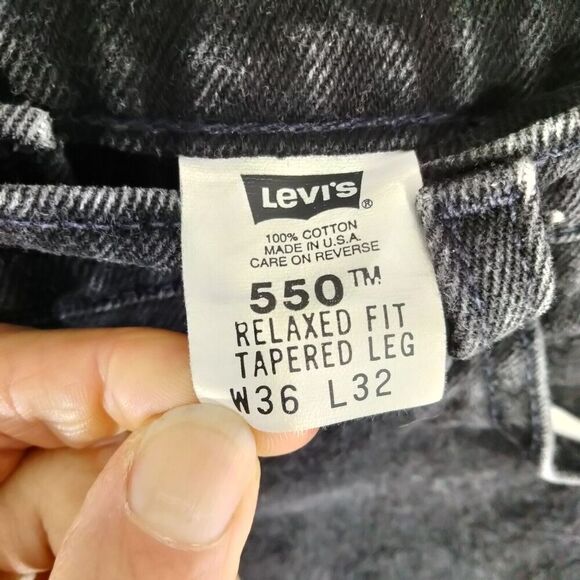 Levi's ®
100% COTTON
MADE IN U.S.A.
CARE ON REVERSE
550™
RELAXED FIT
TAPERED LEG
W36 L32